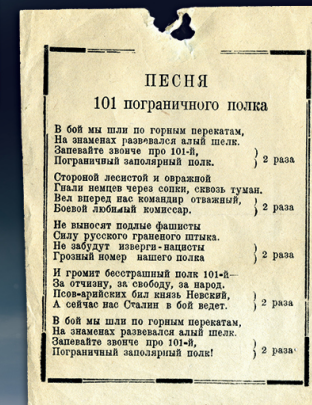 ПЕСНЯ
101 пограничного полка
В бой мы шли по горным перекатам,
На знаменах развевался алый шелк.
Запевайте звонче про 101-й,
Пограничный заполярный полк. } 2 раза
Стороной лесистой и овражной
Гнали немцев через сопки, сквозь туман.
Вел вперед нас командир отважный,
Боевой любимый комиссар. } 2 раза
Не выносят подлые фашисты
Силу русского граненого штыка.
Не забудут изверги-нацисты
Грозный номер нашего полка } 2 раза
И громит бесстрашный полк 101-й—
За отчизну, за свободу, за народ.
Псов-арийских бил князь Невский,
А сейчас нас Сталин в бой ведет. } 2 раза
В бой мы шли по горным перекатам,
На знаменах развевался алый шелк.
Запевайте звонче про 101-й,
Пограничный заполярный полк! } 2 раза